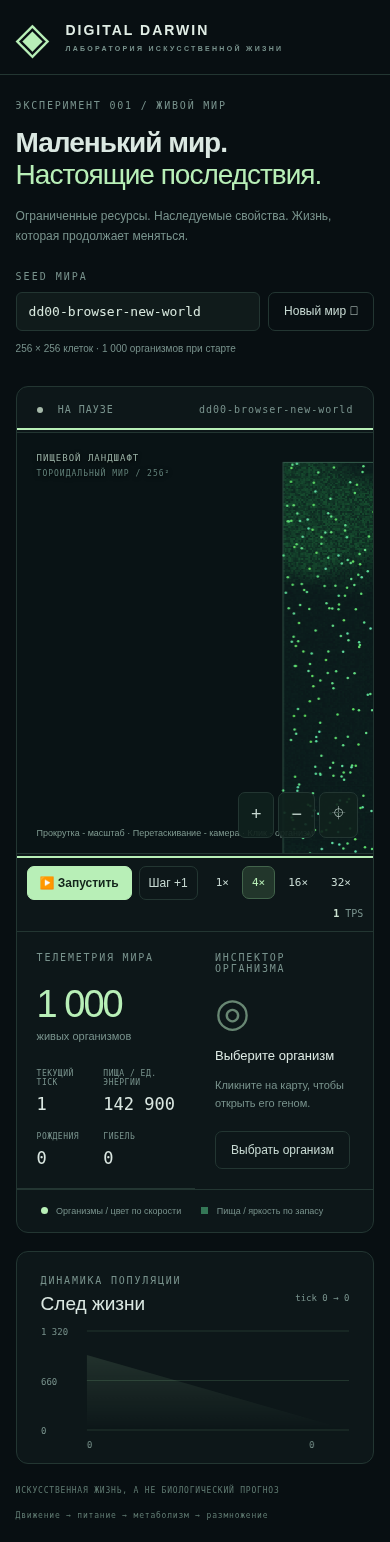 DIGITAL DARWIN
ЛАБОРАТОРИЯ ИСКУССТВЕННОЙ ЖИЗНИ
ЭКСПЕРИМЕНТ 001 / ЖИВОЙ МИР
Маленький мир.
Настоящие последствия.
Ограниченные ресурсы. Наследуемые свойства. Жизнь,
которая продолжает меняться.
SEED МИРА
dd00-browser-new-world
Новый мир
256 × 256 клеток · 1 000 организмов при старте
НА ПАУЗЕ
dd00-browser-new-world
ПИЩЕВОЙ ЛАНДШАФТ
ТОРОИДАЛЬНЫЙ МИР / 256²
+ −
Прокрутка - масштаб · Перетаскивание - камера
Запустить
Шаг +1
1× 4× 16× 32×
1 TPS
ТЕЛЕМЕТРИЯ МИРА
1 000
живых организмов
ТЕКУЩИЙ
TICK
1
ПИЩА / ЕД.
ЭНЕРГИИ
142 900
РОЖДЕНИЯ
0
ГИБЕЛЬ
0
ИНСПЕКТОР
ОРГАНИЗМА
Выберите организм
Кликните на карту, чтобы
открыть его геном.
Выбрать организм
Организмы / цвет по скорости
Пища / яркость по запасу
ДИНАМИКА ПОПУЛЯЦИИ
След жизни
tick 0 → 0
1 320
660
0
0 0
ИСКУССТВЕННАЯ ЖИЗНЬ, А НЕ БИОЛОГИЧЕСКИЙ ПРОГНОЗ
Движение → питание → метаболизм → размножение